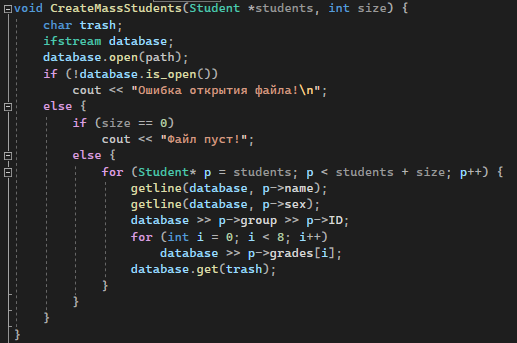 void CreateMassStudents(Student *students, int size) {
    char trash;
    ifstream database;
    database.open(path);
    if (!database.is_open())
        cout << "Ошибка открытия файла!\n";
    else {
        if (size == 0)
            cout << "Файл пуст!";
        else {
            for (Student* p = students; p < students + size; p++) {
                getline(database, p->name);
                getline(database, p->sex);
                database >> p->group >> p->ID;
                for (int i = 0; i < 8; i++)
                    database >> p->grades[i];
                database.get(trash);
            }
        }
    }
}